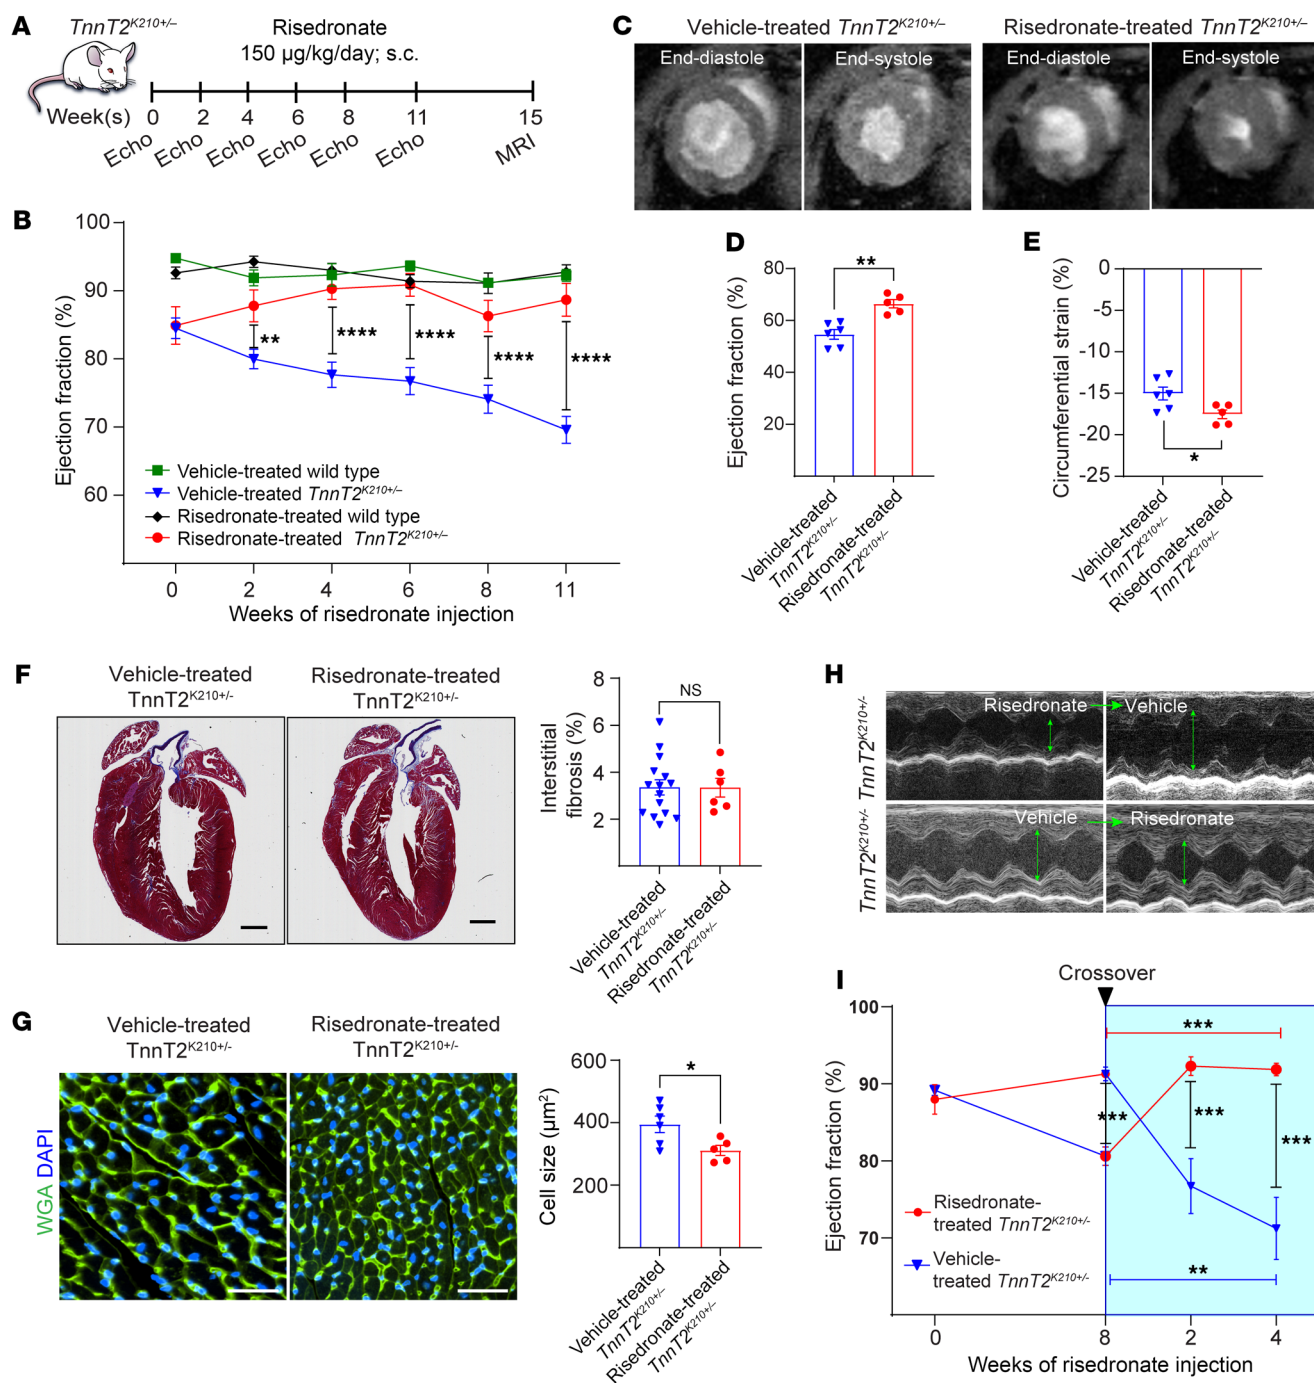 A
TnnT2K210+/–
Risedronate
150 µg/kg/day; s.c.
Week(s) 0 2 4 6 8 11 15
Echo Echo Echo Echo Echo Echo MRI
B
Ejection fraction (%)
100
90
80
70
60
**
****
****
****
****
Vehicle-treated wild type
Vehicle-treated TnnT2K210+/–
Risedronate-treated wild type
Risedronate-treated TnnT2K210+/–
0 2 4 6 8 11
Weeks of risedronate injection
C
Vehicle-treated TnnT2K210+/–
Risedronate-treated TnnT2K210+/–
End-diastole
End-systole
End-diastole
End-systole
D
Ejection fraction (%)
80
60
40
20
**
Vehicle-treated
TnnT2K210+/–
Risedronate-treated
TnnT2K210+/–
E
Circumferential strain (%)
0
-5
-10
-15
-20
-25
*
Vehicle-treated
TnnT2K210+/–
Risedronate-treated
TnnT2K210+/–
F
Vehicle-treated
TnnT2K210+/-
Risedronate-treated
TnnT2K210+/-
Interstitial
fibrosis (%)
8
6
4
2
NS
Vehicle-treated
TnnT2K210+/–
Risedronate-treated
TnnT2K210+/–
G
Vehicle-treated
TnnT2K210+/-
Risedronate-treated
TnnT2K210+/-
WGA DAPI
Cell size (µm2)
600
400
200
*
Vehicle-treated
TnnT2K210+/–
Risedronate-treated
TnnT2K210+/–
H
TnnT2K210+/-
Risedronate
Vehicle
TnnT2K210+/-
Vehicle
Risedronate
I
Crossover
Ejection fraction (%)
100
90
80
70
***
***
***
***
**
Risedronate-
treated TnnT2K210+/–
Vehicle-
treated TnnT2K210+/–
0 8 2 4
Weeks of risedronate injection